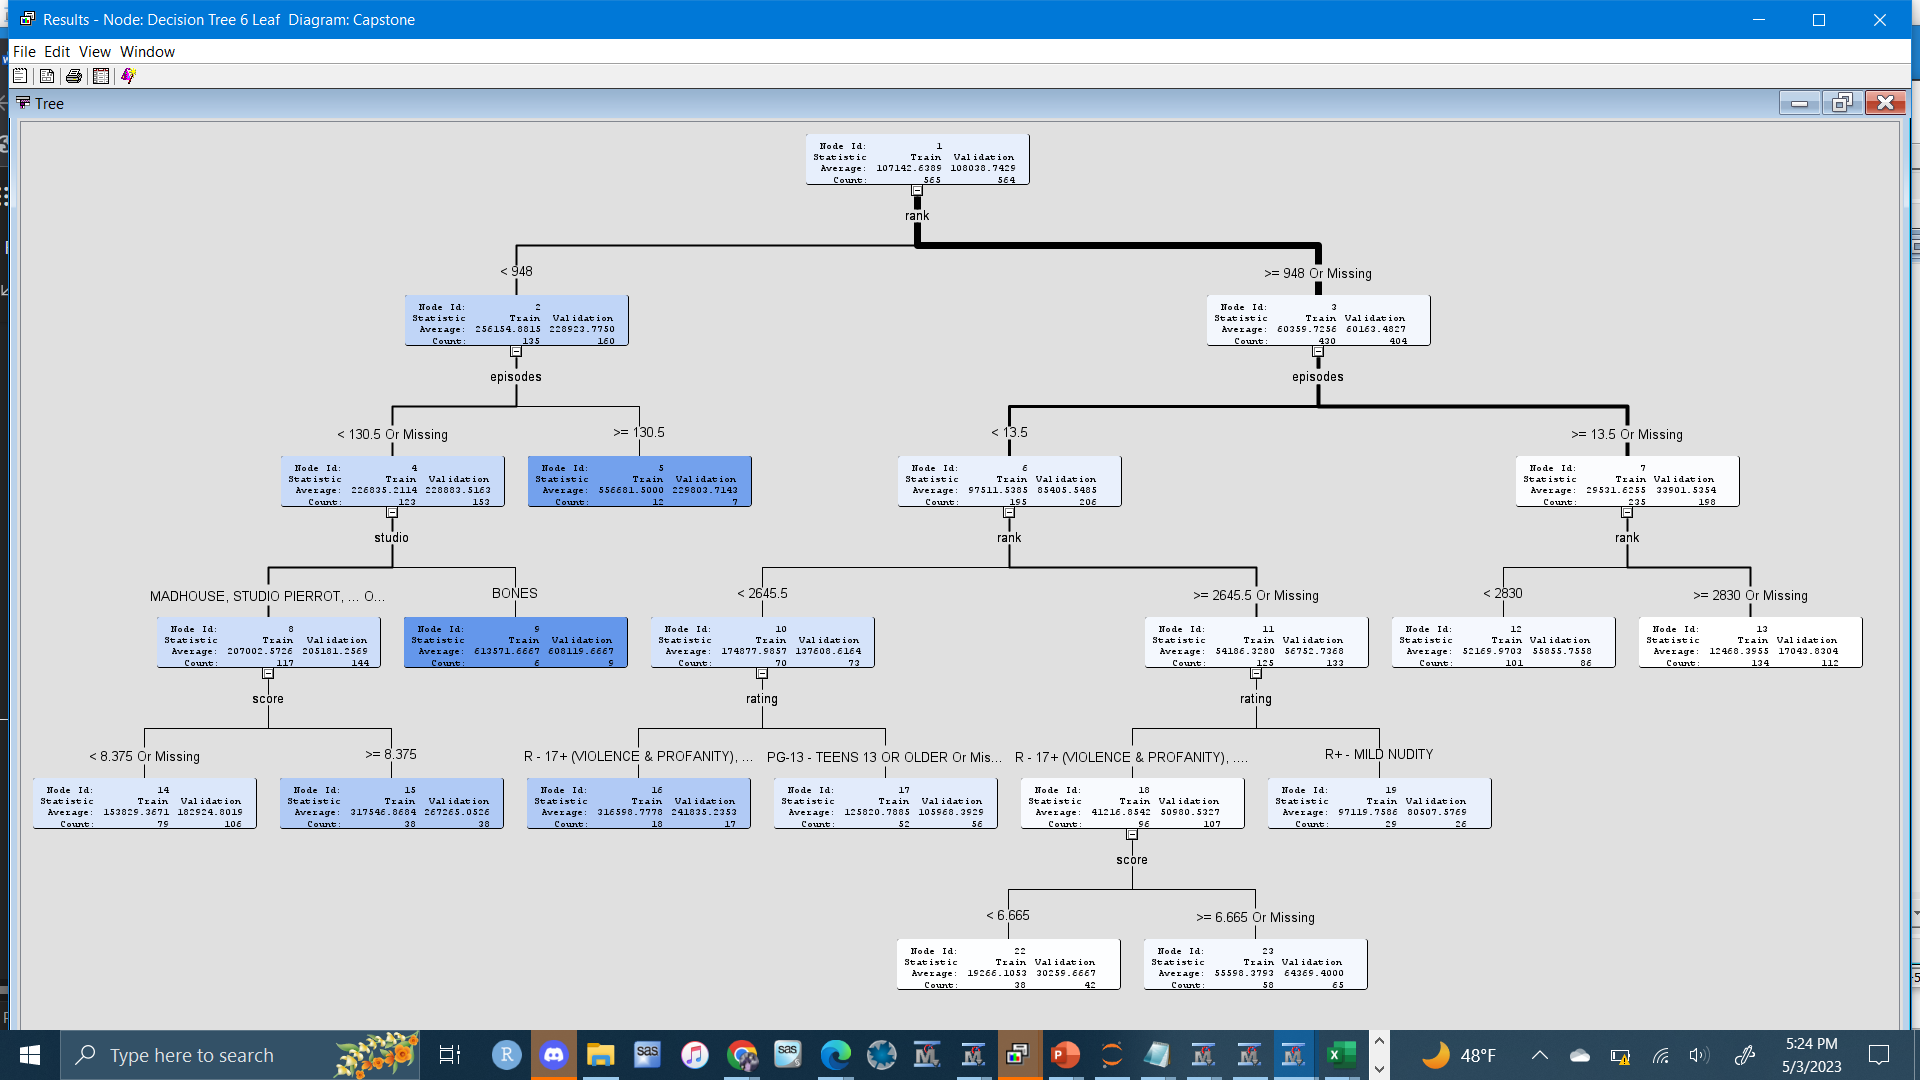 Results - Node: Decision Tree 6 Leaf Diagram: Capstone
File Edit View Window
Tree
Node Id: 1
Statistic Train Validation
Average: 107142.6389 108038.7429
Count: 565 564
rank
< 948
>= 948 Or Missing
Node Id: 2
Statistic Train Validation
Average: 256154.8815 228923.7750
Count: 135 160
Node Id: 3
Statistic Train Validation
Average: 60359.7256 60163.4827
Count: 430 404
episodes
episodes
< 130.5 Or Missing
>= 130.5
< 13.5
>= 13.5 Or Missing
Node Id: 4
Statistic Train Validation
Average: 226835.2114 228883.5163
Count: 123 153
Node Id: 5
Statistic Train Validation
Average: 556681.5000 229803.7143
Count: 12 7
Node Id: 6
Statistic Train Validation
Average: 97511.5385 85405.5485
Count: 195 206
Node Id: 7
Statistic Train Validation
Average: 29531.6255 33901.5354
Count: 235 198
studio
rank
rank
MADHOUSE, STUDIO PIERROT, ... O...
BONES
< 2645.5
>= 2645.5 Or Missing
< 2830
>= 2830 Or Missing
Node Id: 8
Statistic Train Validation
Average: 207002.5726 205181.2569
Count: 117 144
Node Id: 9
Statistic Train Validation
Average: 613571.6667 608119.6667
Count: 6 9
Node Id: 10
Statistic Train Validation
Average: 174877.9857 137608.6164
Count: 70 73
Node Id: 11
Statistic Train Validation
Average: 54186.3280 56752.7368
Count: 125 133
Node Id: 12
Statistic Train Validation
Average: 52169.9703 55855.7558
Count: 101 86
Node Id: 13
Statistic Train Validation
Average: 12468.3955 17043.8304
Count: 134 112
score
rating
rating
< 8.375 Or Missing
>= 8.375
R - 17+ (VIOLENCE & PROFANITY), ...
PG-13 - TEENS 13 OR OLDER Or Mis...
R - 17+ (VIOLENCE & PROFANITY), ....
R+ - MILD NUDITY
Node Id: 14
Statistic Train Validation
Average: 153829.3671 182924.8019
Count: 79 106
Node Id: 15
Statistic Train Validation
Average: 317546.8684 267265.0526
Count: 38 38
Node Id: 16
Statistic Train Validation
Average: 316598.7778 241835.2353
Count: 18 17
Node Id: 17
Statistic Train Validation
Average: 125820.7885 105968.3929
Count: 52 56
Node Id: 18
Statistic Train Validation
Average: 41216.8542 50980.5327
Count: 96 107
Node Id: 19
Statistic Train Validation
Average: 97119.7586 80507.5769
Count: 29 26
score
< 6.665
>= 6.665 Or Missing
Node Id: 22
Statistic Train Validation
Average: 19266.1053 30259.6667
Count: 38 42
Node Id: 23
Statistic Train Validation
Average: 55598.3793 64369.4000
Count: 58 65
Type here to search
48°F
5:24 PM
5/3/2023